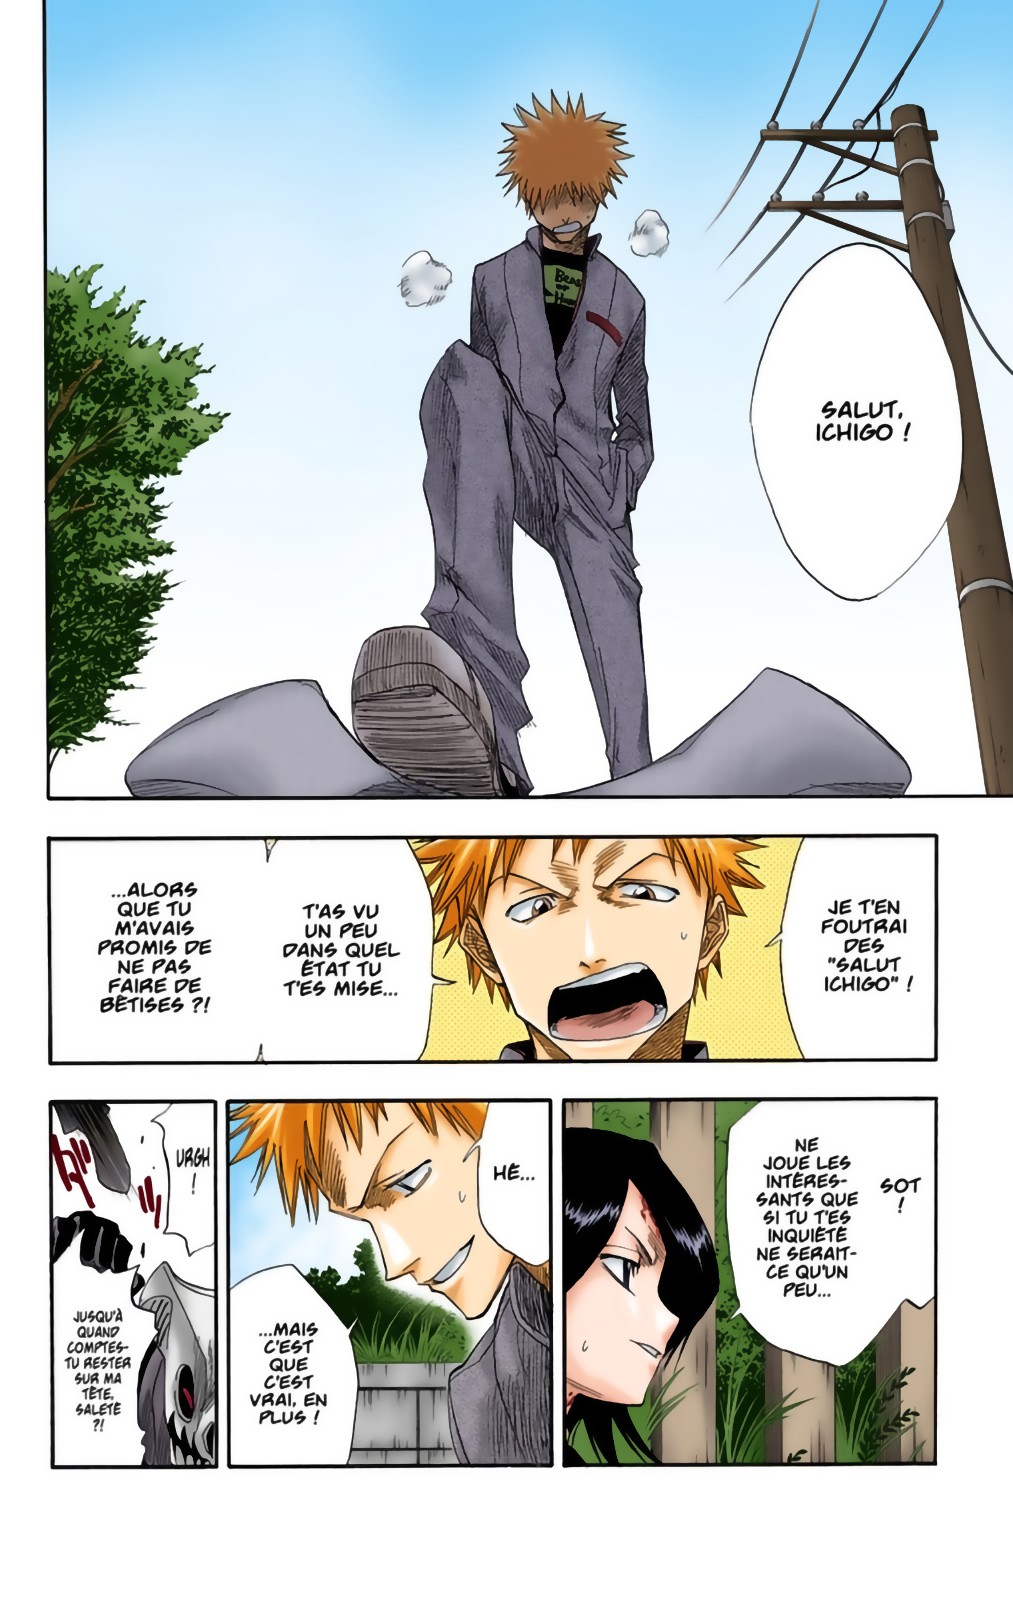 BEAS
OF
SALUT,
ICHIGO !
JE T'EN
FOUTRAI
DES
"SALUT
ICHIGO" !
T'AS VU
UN PEU
DANS QUEL
ÉTAT TU
T'ES MISE...
...ALORS
QUE TU
M'AVAIS
PROMIS DE
NE PAS
FAIRE DE
BÊTISES ?!
SOT
!
NE
JOUE LES
INTÉRES-
SANTS QUE
SI TU T'ES
INQUIÉTÉ
NE SERAIT-
CE QU'UN
PEU...
HÉ...
...MAIS
C'EST
QUE
C'EST
VRAI, EN
PLUS !
URGH
!
JUSQU'À
QUAND
COMPTES-
TU RESTER
SUR MA
TÊTE,
SALETÉ
?!